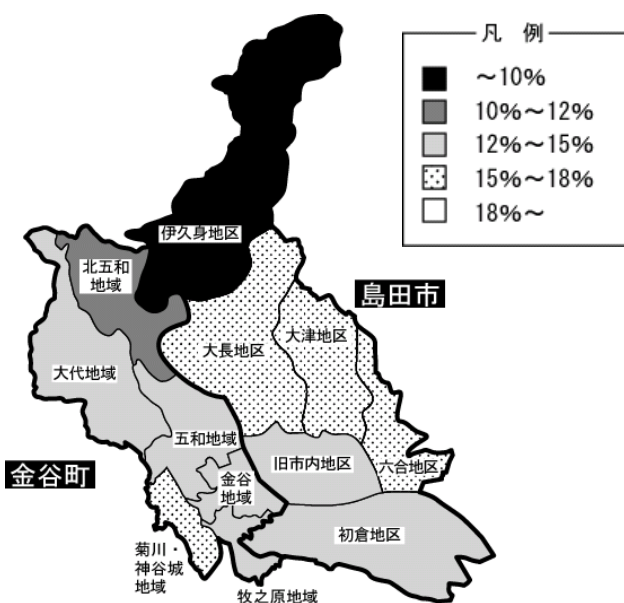 凡 例
～10%
10%～12%
12%～15%
15%～18%
18%～
伊久身地区
北五和
地域
島田市
大津地区
大長地区
大代地域
五和地域
旧市内地区
六合地区
金谷町
金谷
地域
初倉地区
菊川・
神谷城
地域
牧之原地域